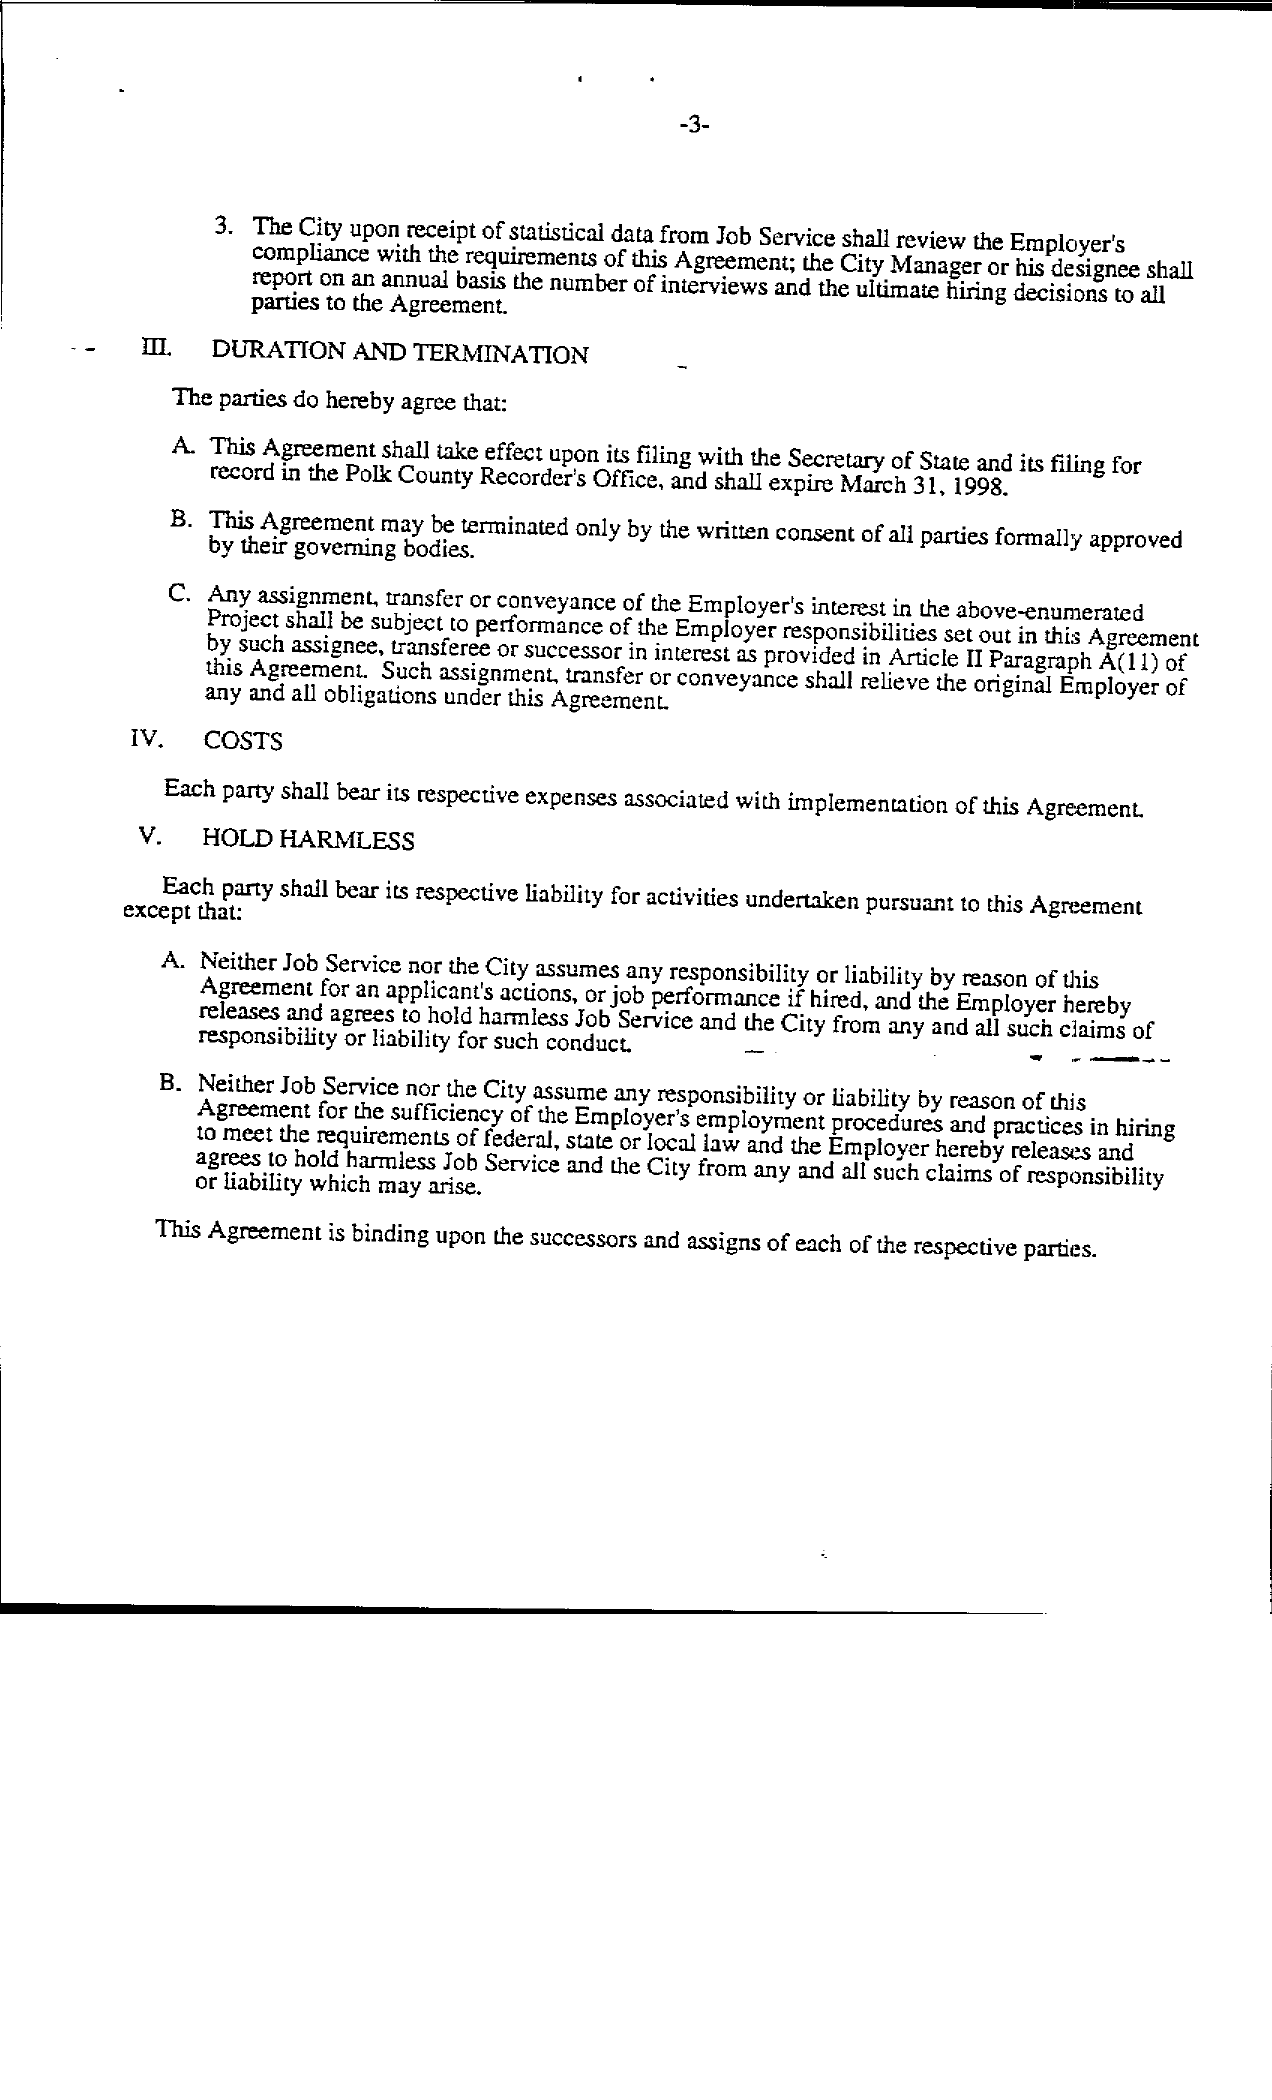 -3-
3. The City upon receipt of statistical data from Job Service shall review the Employer's
compliance with the requirements of this Agreement; the City Manager or his designee shall
report on an annual basis the number of interviews and the ultimate hiring decisions to all
parties to the Agreement.
III. DURATION AND TERMINATION
The parties do hereby agree that:
A. This Agreement shall take effect upon its filing with the Secretary of State and its filing for
record in the Polk County Recorder's Office, and shall expire March 31, 1998.
B. This Agreement may be terminated only by the written consent of all parties formally approved
by their governing bodies.
C. Any assignment, transfer or conveyance of the Employer's interest in the above-enumerated
Project shall be subject to performance of the Employer responsibilities set out in this Agreement
by such assignee, transferee or successor in interest as provided in Article II Paragraph A(11) of
this Agreement. Such assignment, transfer or conveyance shall relieve the original Employer of
any and all obligations under this Agreement.
IV. COSTS
Each party shall bear its respective expenses associated with implementation of this Agreement.
V. HOLD HARMLESS
Each party shall bear its respective liability for activities undertaken pursuant to this Agreement
except that:
A. Neither Job Service nor the City assumes any responsibility or liability by reason of this
Agreement for an applicant's actions, or job performance if hired, and the Employer hereby
releases and agrees to hold harmless Job Service and the City from any and all such claims of
responsibility or liability for such conduct.
B. Neither Job Service nor the City assume any responsibility or liability by reason of this
Agreement for the sufficiency of the Employer's employment procedures and practices in hiring
to meet the requirements of federal, state or local law and the Employer hereby releases and
agrees to hold harmless Job Service and the City from any and all such claims of responsibility
or liability which may arise.
This Agreement is binding upon the successors and assigns of each of the respective parties.